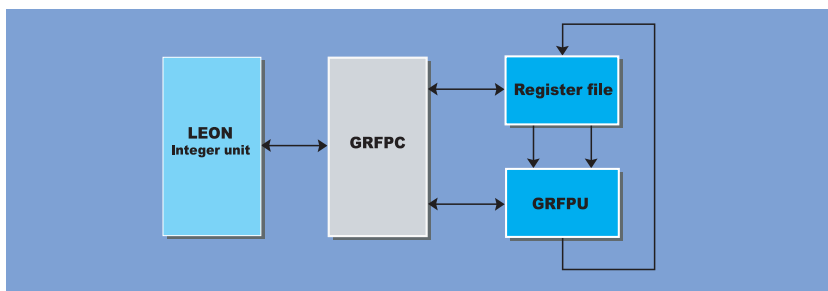 LEON
Integer unit
GRFPC
Register file
GRFPU